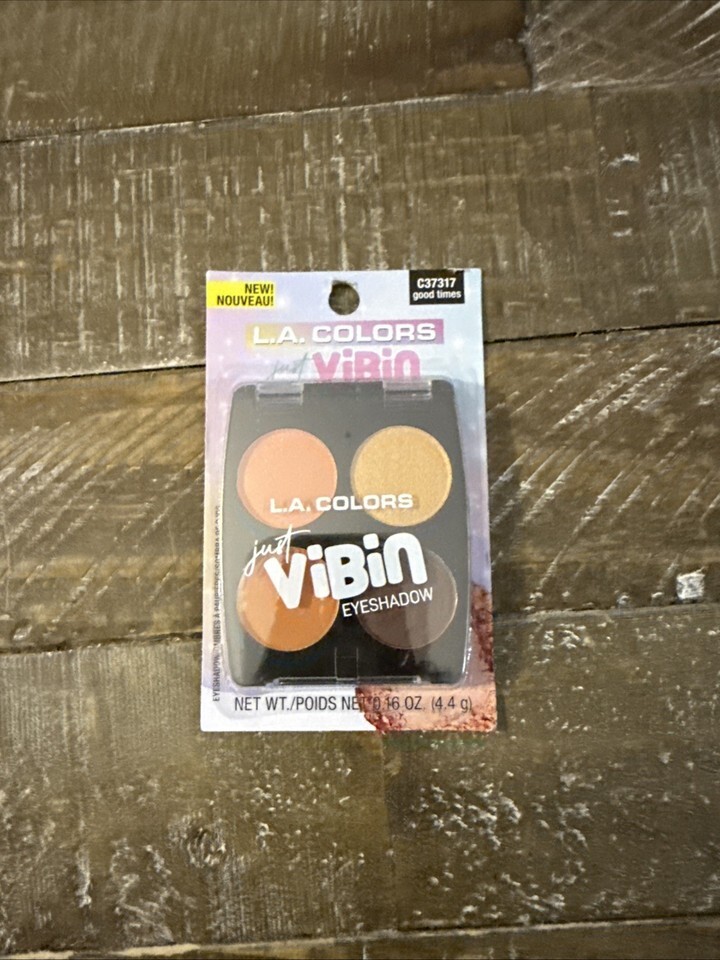 NEW!
NOUVEAU!
C37317
good times
L.A. COLORS
just
ViBiN
L.A. COLORS
just
ViBiN
EYESHADOW
EYESHADOW
NET WT./POIDS NET 0.16 OZ. (4.4 g)